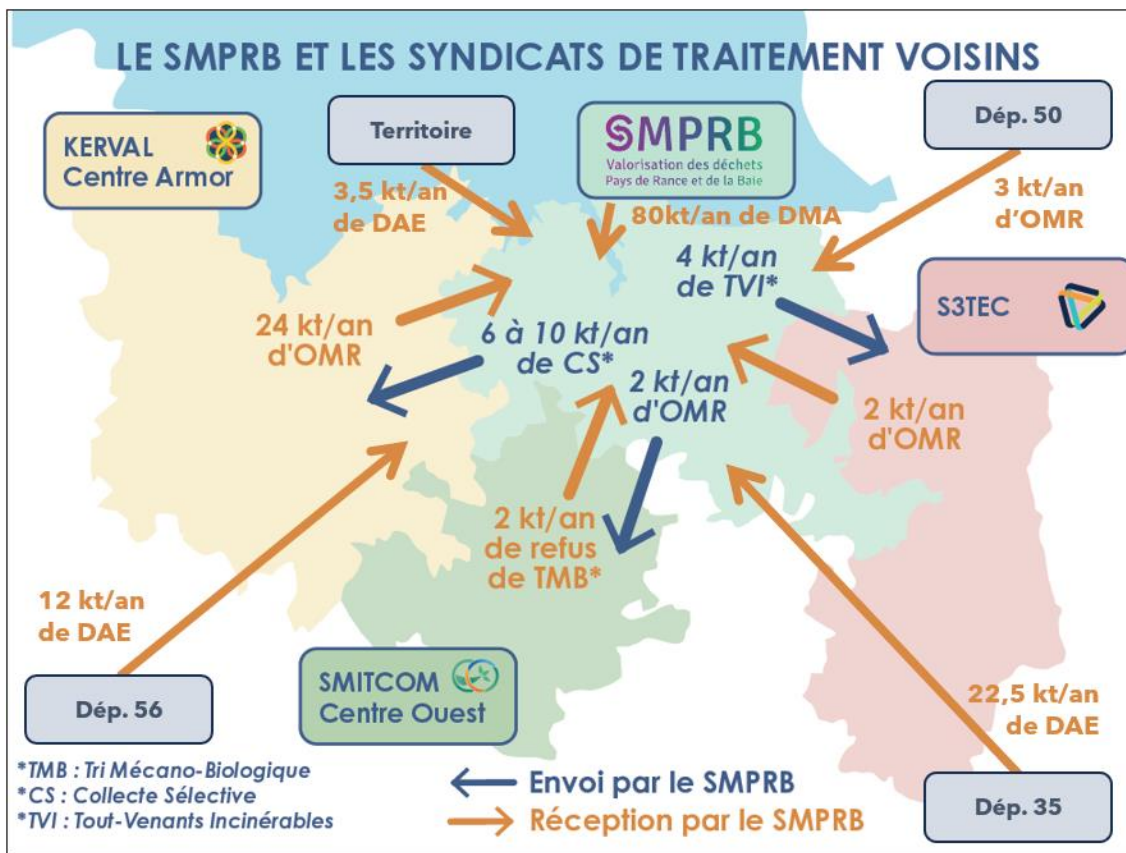 LE SMPRB ET LES SYNDICATS DE TRAITEMENT VOISINS
KERVAL
Centre Armor
Territoire
SMPRB
Valorisation des déchets
Pays de Rance et de la Baie
Dép. 50
3,5 kt/an
de DAE
80kt/an de DMA
3 kt/an
d’OMR
4 kt/an
de TVI*
S3TEC
24 kt/an
d'OMR
6 à 10 kt/an
de CS*
2 kt/an
d'OMR
2 kt/an
d'OMR
2 kt/an
de refus
de TMB*
12 kt/an
de DAE
Dép. 56
SMITCOM
Centre Ouest
22,5 kt/an
de DAE
Dép. 35
*TMB : Tri Mécano-Biologique
*CS : Collecte Sélective
*TVI : Tout-Venants Incinérables
Envoi par le SMPRB
Réception par le SMPRB